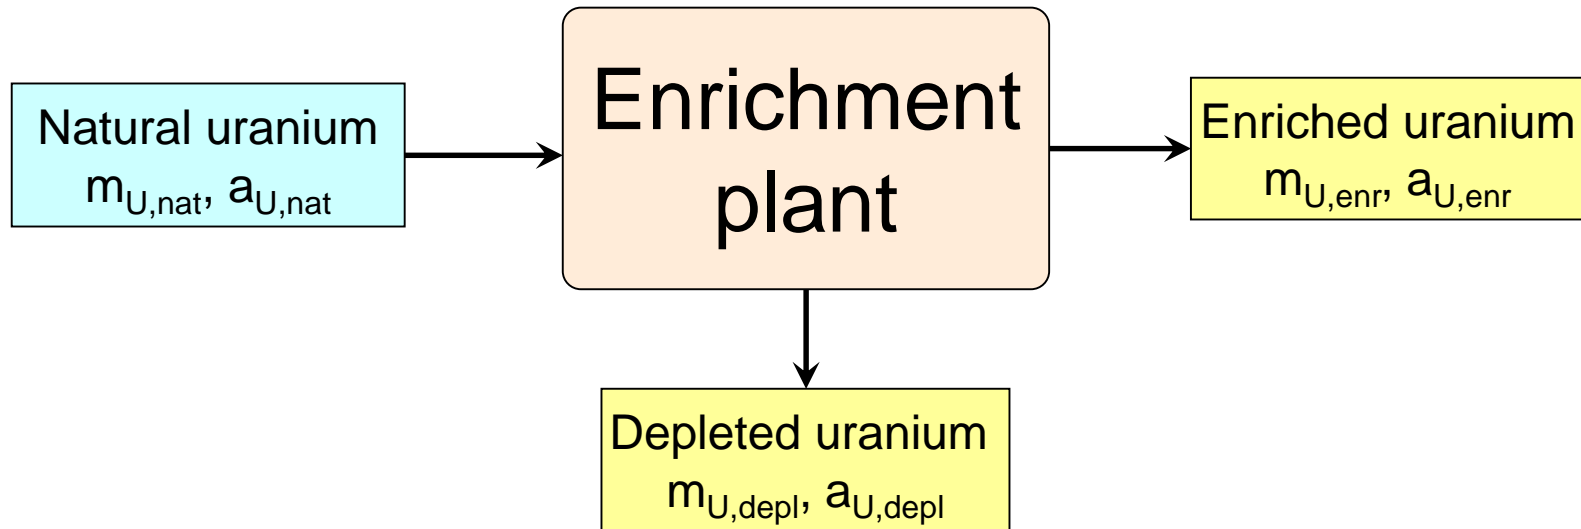 Natural uranium
m_U,nat, a_U,nat
Enrichment
plant
Enriched uranium
m_U,enr, a_U,enr
Depleted uranium
m_U,depl, a_U,depl